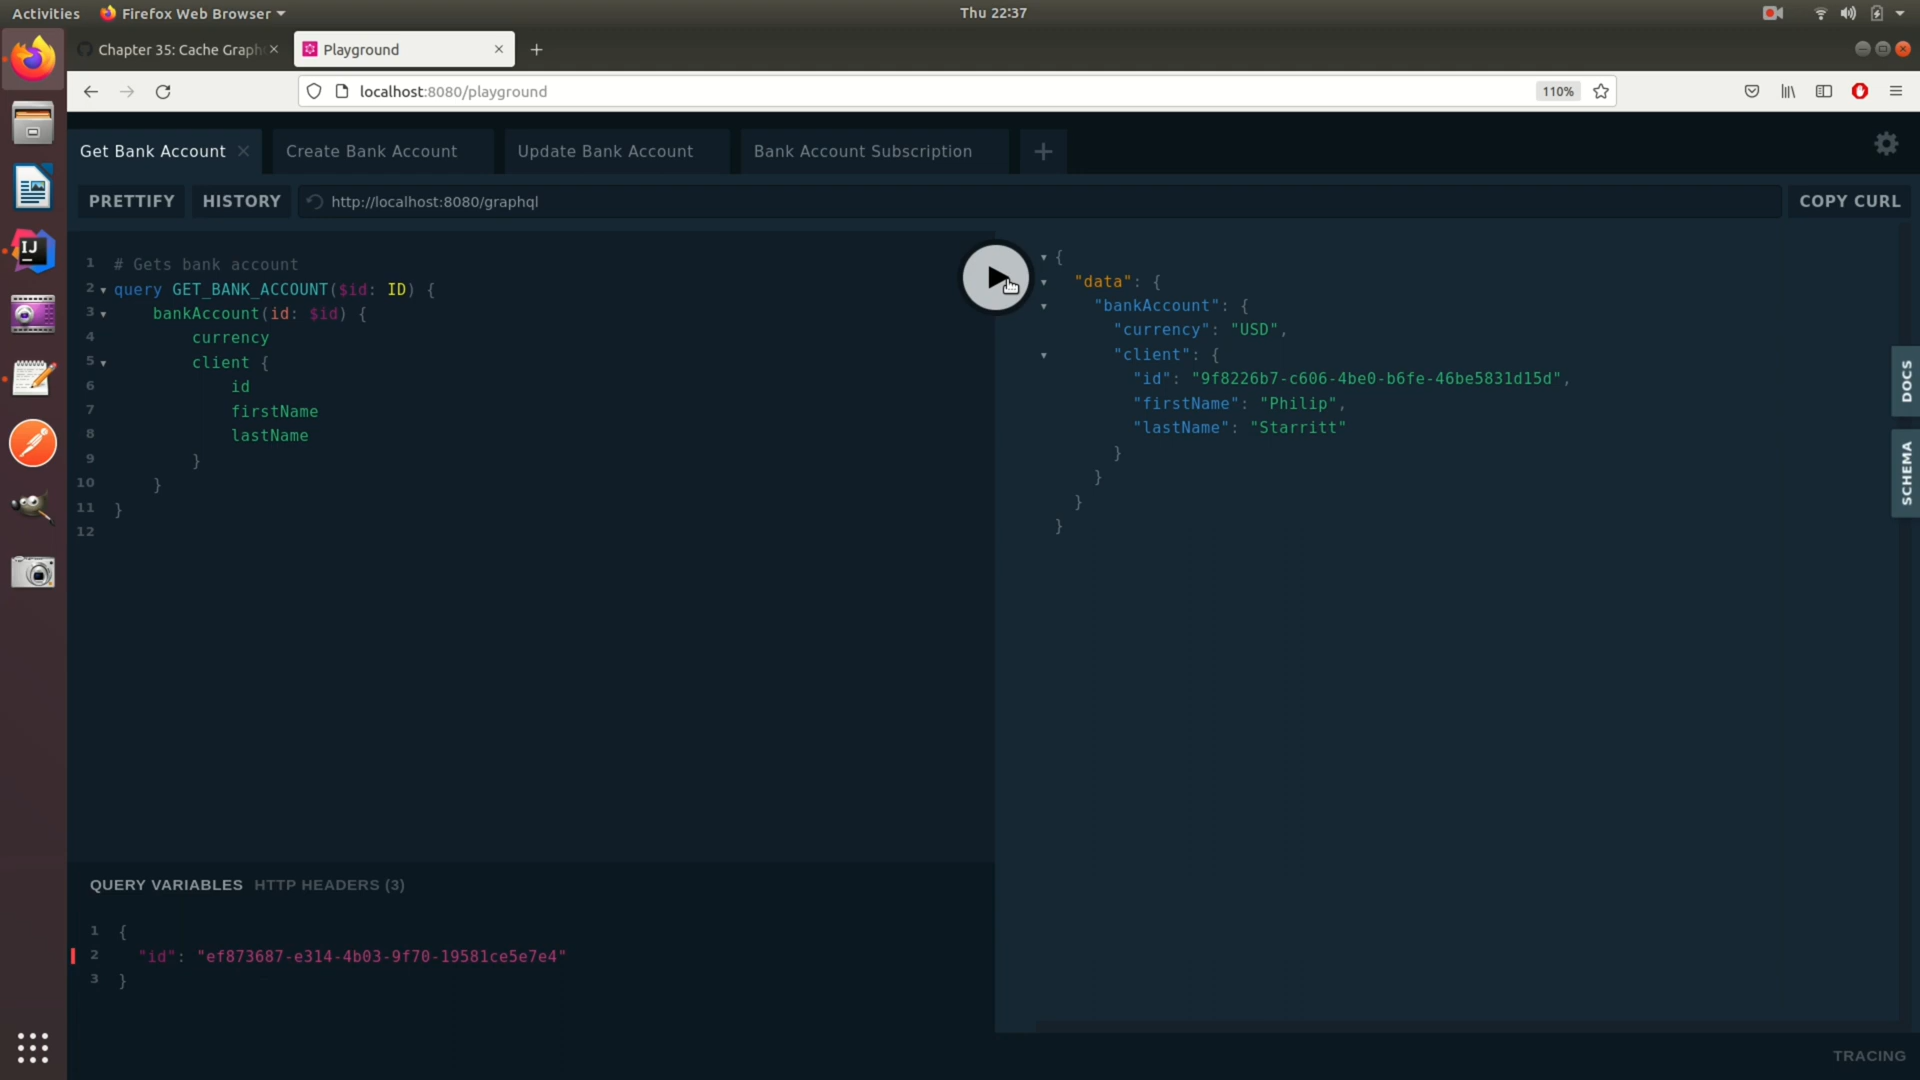 Activities Firefox Web Browser Thu 22:37
Chapter 35: Cache Graph Playground
localhost:8080/playground 110%
Get Bank Account Create Bank Account Update Bank Account Bank Account Subscription
PRETTIFY HISTORY http://localhost:8080/graphql COPY CURL
1 # Gets bank account
2 query GET_BANK_ACCOUNT($id: ID) {
3 bankAccount(id: $id) {
4 currency
5 client {
6 id
7 firstName
8 lastName
9 }
10 }
11 }
12
{
"data": {
"bankAccount": {
"currency": "USD",
"client": {
"id": "9f8226b7-c606-4be0-b6fe-46be5831d15d",
"firstName": "Philip",
"lastName": "Starritt"
}
}
}
}
DOCS
SCHEMA
QUERY VARIABLES HTTP HEADERS (3)
1 {
2 "id": "ef873687-e314-4b03-9f70-19581ce5e7e4"
3 }
TRACING
IJ